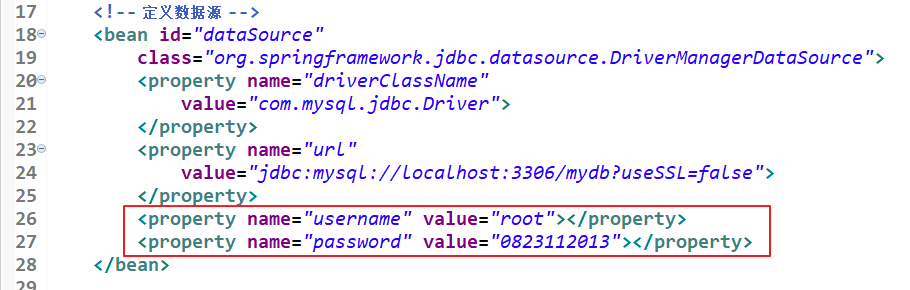 17 <!-- 定义数据源 -->
18 <bean id="dataSource"
19 class="org.springframework.jdbc.datasource.DriverManagerDataSource">
20 <property name="driverClassName"
21 value="com.mysql.jdbc.Driver">
22 </property>
23 <property name="url"
24 value="jdbc:mysql://localhost:3306/mydb?useSSL=false">
25 </property>
26 <property name="username" value="root"></property>
27 <property name="password" value="0823112013"></property>
28 </bean>
29